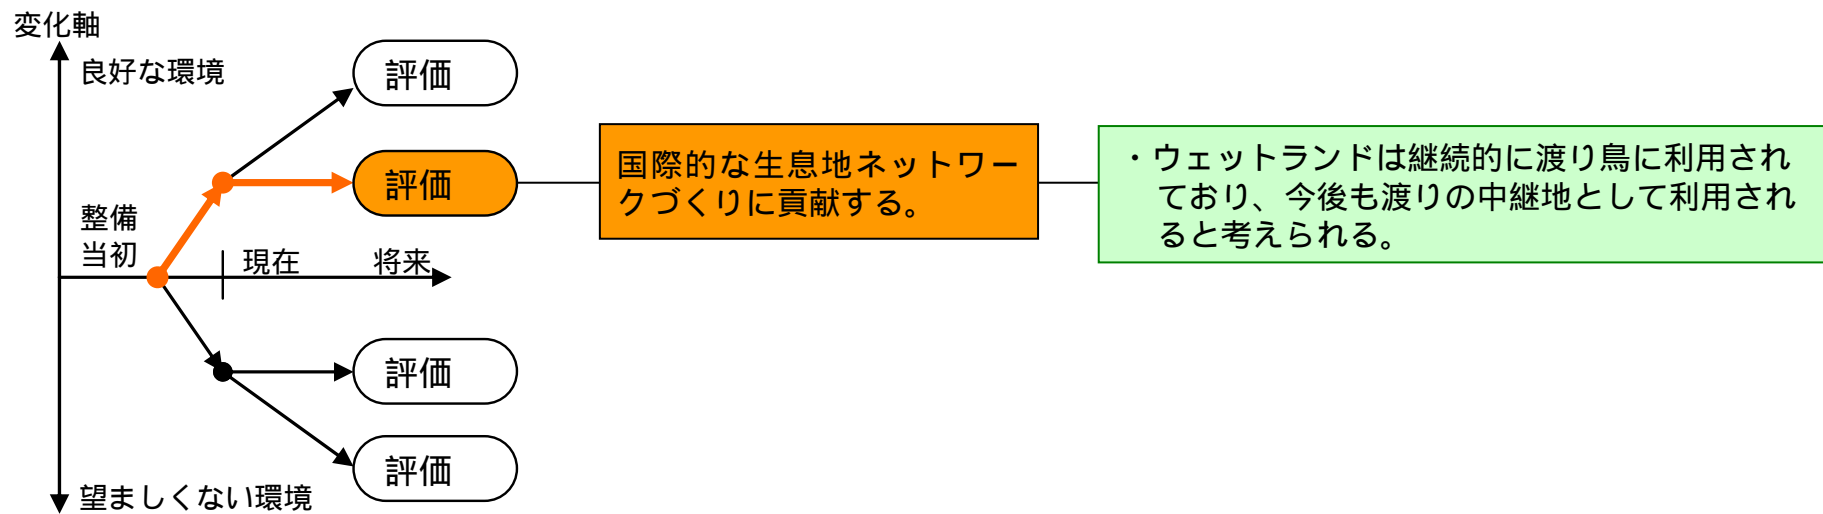 変化軸
良好な環境
評価
評価
国際的な生息地ネットワー
クづくりに貢献する。
・ウェットランドは継続的に渡り鳥に利用され
ており、今後も渡りの中継地として利用され
ると考えられる。
整備
当初
現在
将来
評価
評価
望ましくない環境